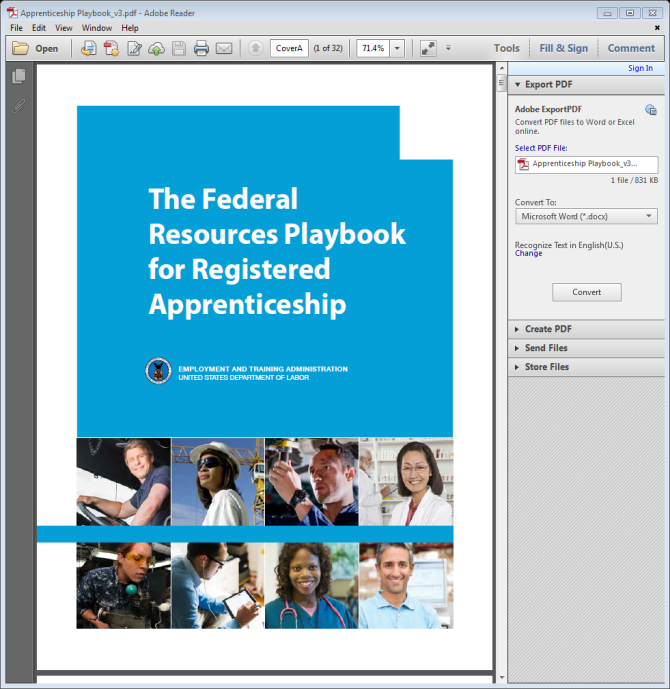 Apprenticeship Playbook_v3.pdf - Adobe Reader
File Edit View Window Help
Open CoverA (1 of 32) 71.4% Tools Fill & Sign Comment
Sign In
Export PDF
Adobe ExportPDF
Convert PDF files to Word or Excel
online.
Select PDF File:
Apprenticeship Playbook_v3...
1 file / 831 KB
Convert To:
Microsoft Word (*.docx)
Recognize Text in English(U.S.)
Change
Convert
Create PDF
Send Files
Store Files
The Federal
Resources Playbook
for Registered
Apprenticeship
EMPLOYMENT AND TRAINING ADMINISTRATION
UNITED STATES DEPARTMENT OF LABOR